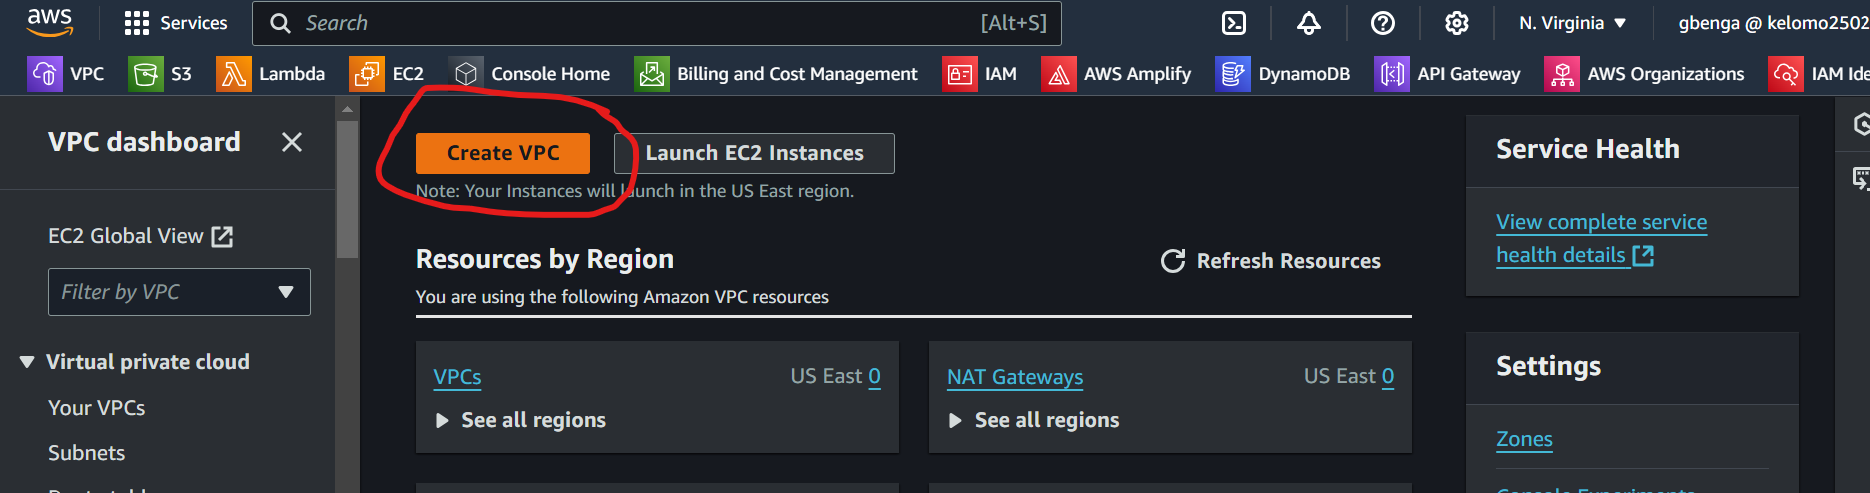 aws
Services
Search
[Alt+S]
N. Virginia
gbenga @ kelomo2502
VPC
S3
Lambda
EC2
Console Home
Billing and Cost Management
IAM
AWS Amplify
DynamoDB
API Gateway
AWS Organizations
IAM Ide
VPC dashboard
EC2 Global View
Filter by VPC
Virtual private cloud
Your VPCs
Subnets
Create VPC
Launch EC2 Instances
Note: Your Instances will launch in the US East region.
Resources by Region
Refresh Resources
You are using the following Amazon VPC resources
VPCs
US East 0
See all regions
NAT Gateways
US East 0
See all regions
Service Health
View complete service
health details
Settings
Zones
Console Experiments